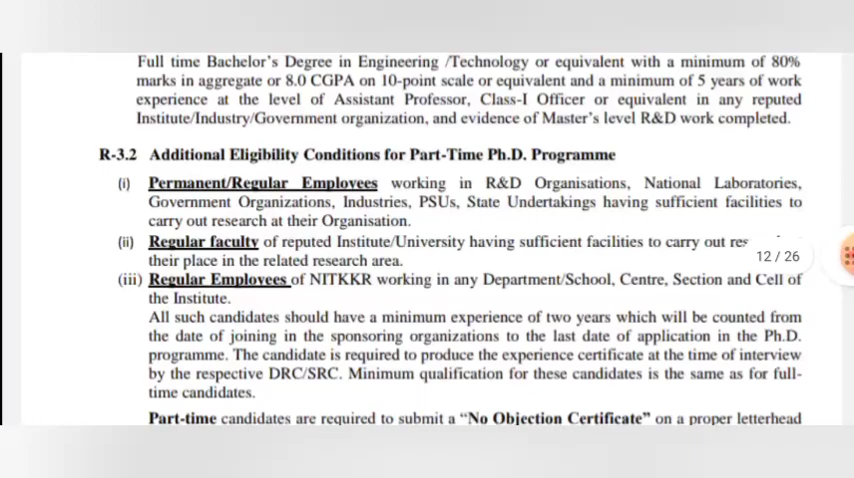 Full time Bachelor's Degree in Engineering /Technology or equivalent with a minimum of 80%
marks in aggregate or 8.0 CGPA on 10-point scale or equivalent and a minimum of 5 years of work
experience at the level of Assistant Professor, Class-I Officer or equivalent in any reputed
Institute/Industry/Government organization, and evidence of Master's level R&D work completed.
R-3.2 Additional Eligibility Conditions for Part-Time Ph.D. Programme
(i) Permanent/Regular Employees working in R&D Organisations, National Laboratories,
Government Organizations, Industries, PSUs, State Undertakings having sufficient facilities to
carry out research at their Organisation.
(ii) Regular faculty of reputed Institute/University having sufficient facilities to carry out
their place in the related research area.
12 / 26
(iii) Regular Employees of NITKKR working in any Department/School, Centre, Section and Cell of
the Institute.
All such candidates should have a minimum experience of two years which will be counted from
the date of joining in the sponsoring organizations to the last date of application in the Ph.D.
programme. The candidate is required to produce the experience certificate at the time of interview
by the respective DRC/SRC. Minimum qualification for these candidates is the same as for full-
time candidates.
Part-time candidates are required to submit a “No Objection Certificate” on a proper letterhead